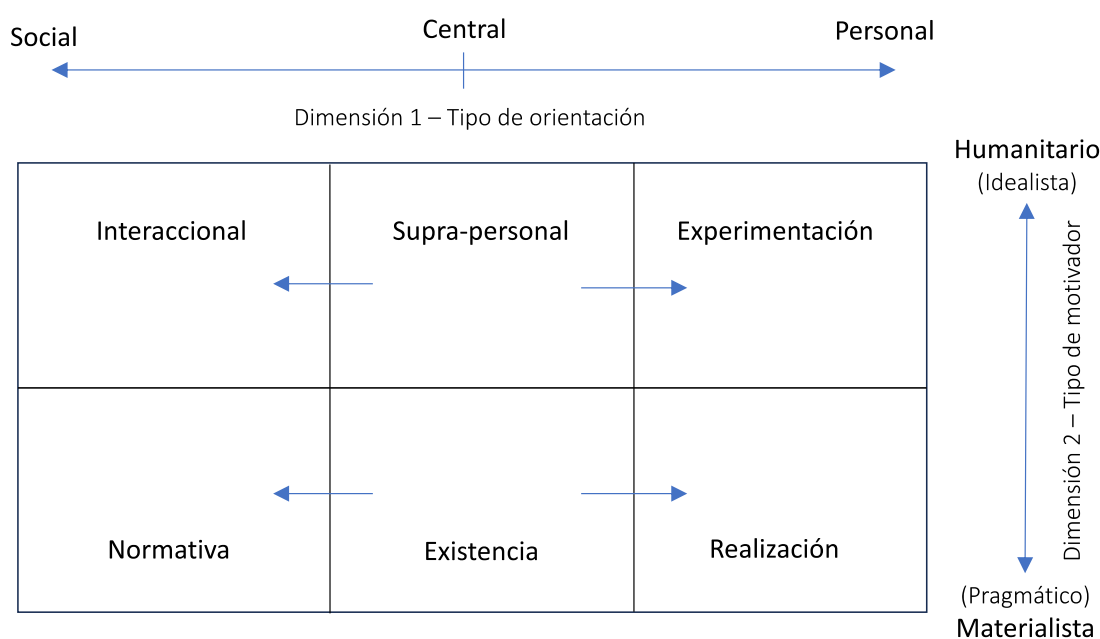 Social
Central
Personal
Dimensión 1 – Tipo de orientación
Humanitario
(Idealista)
Interaccional
Supra-personal
Experimentación
Dimensión 2 – Tipo de motivador
Normativa
Existencia
Realización
(Pragmático)
Materialista